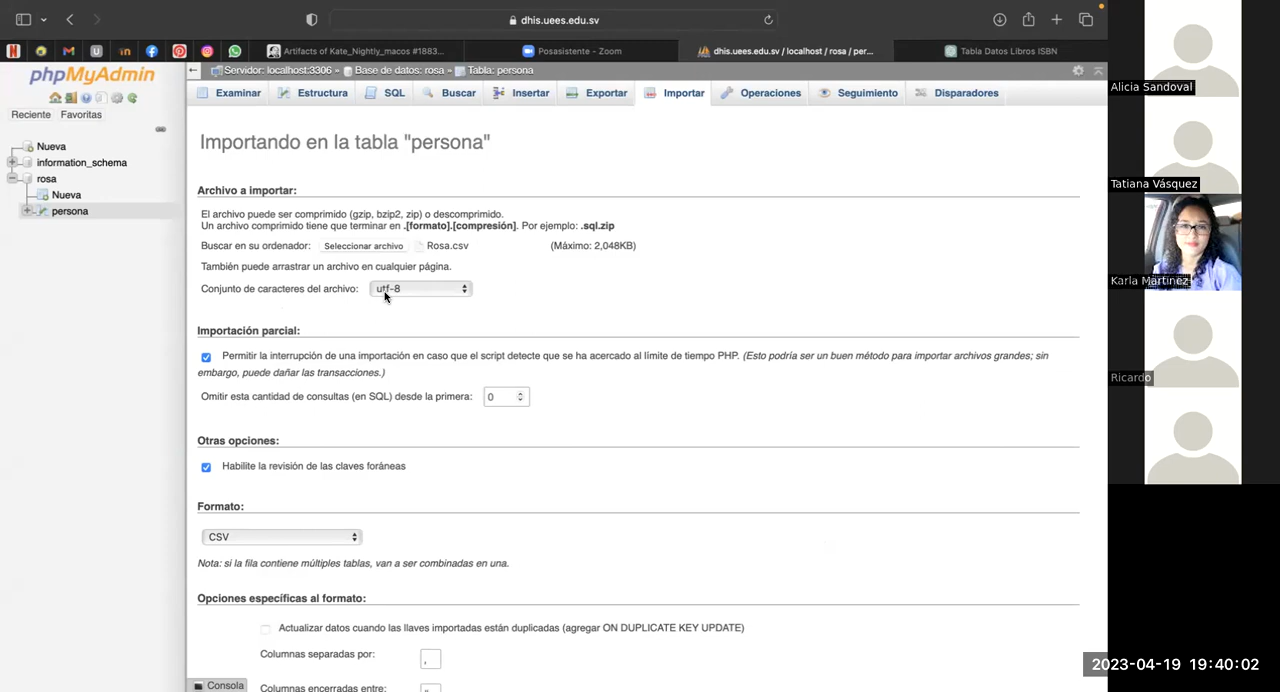 dhis.uees.edu.sv
Artifacts of Kate_Nightly_macos #1883...
Posasistente - Zoom
dhis.uees.edu.sv / localhost / rosa / per...
Tabla Datos Libros ISBN
phpMyAdmin
Reciente Favoritas
Nueva
information_schema
rosa
Nueva
persona
Servidor: localhost:3306 » Base de datos: rosa » Tabla: persona
Examinar Estructura SQL Buscar Insertar Exportar Importar Operaciones Seguimiento Disparadores
Importando en la tabla "persona"
Archivo a importar:
El archivo puede ser comprimido (gzip, bzip2, zip) o descomprimido.
Un archivo comprimido tiene que terminar en .[formato].[compresión]. Por ejemplo: .sql.zip
Buscar en su ordenador: Seleccionar archivo Rosa.csv (Máximo: 2,048KB)
También puede arrastrar un archivo en cualquier página.
Conjunto de caracteres del archivo: utf-8
Importación parcial:
Permitir la interrupción de una importación en caso que el script detecte que se ha acercado al límite de tiempo PHP. (Esto podría ser un buen método para importar archivos grandes; sin
embargo, puede dañar las transacciones.)
Omitir esta cantidad de consultas (en SQL) desde la primera: 0
Otras opciones:
Habilite la revisión de las claves foráneas
Formato:
CSV
Nota: si la fila contiene múltiples tablas, van a ser combinadas en una.
Opciones específicas al formato:
Actualizar datos cuando las llaves importadas están duplicadas (agregar ON DUPLICATE KEY UPDATE)
Columnas separadas por: ,
Columnas encerradas entre: "
Consola
Alicia Sandoval
Tatiana Vásquez
Karla Martinez
Ricardo
2023-04-19 19:40:02